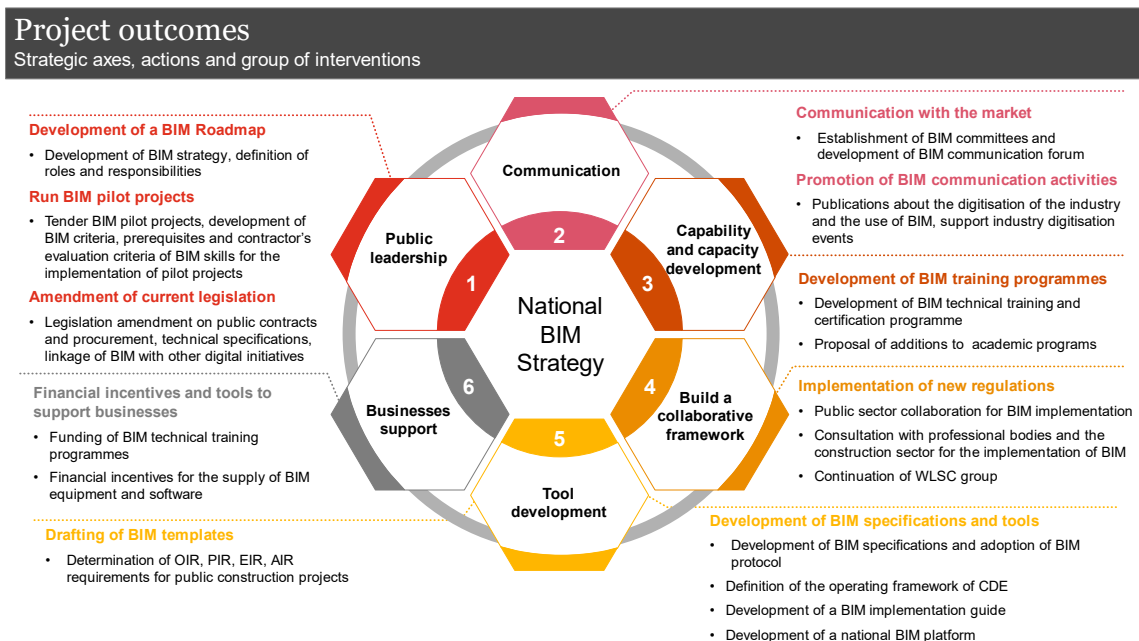 Project outcomes
Strategic axes, actions and group of interventions
Development of a BIM Roadmap
• Development of BIM strategy, definition of
roles and responsibilities
Run BIM pilot projects
• Tender BIM pilot projects, development of
BIM criteria, prerequisites and contractor's
evaluation criteria of BIM skills for the
implementation of pilot projects
Amendment of current legislation
• Legislation amendment on public contracts
and procurement, technical specifications,
linkage of BIM with other digital initiatives
Financial incentives and tools to
support businesses
• Funding of BIM technical training
programmes
• Financial incentives for the supply of BIM
equipment and software
Drafting of BIM templates
• Determination of OIR, PIR, EIR, AIR
requirements for public construction projects
National
BIM
Strategy
Public
leadership
1
Communication
2
Capability
and capacity
development
3
Build a
collaborative
framework
4
Tool
development
5
Businesses
support
6
Communication with the market
• Establishment of BIM committees and
development of BIM communication forum
Promotion of BIM communication activities
• Publications about the digitisation of the industry
and the use of BIM, support industry digitisation
events
Development of BIM training programmes
• Development of BIM technical training and
certification programme
• Proposal of additions to academic programs
Implementation of new regulations
• Public sector collaboration for BIM implementation
• Consultation with professional bodies and the
construction sector for the implementation of BIM
• Continuation of WLSC group
Development of BIM specifications and tools
• Development of BIM specifications and adoption of BIM
protocol
• Definition of the operating framework of CDE
• Development of a BIM implementation guide
• Development of a national BIM platform